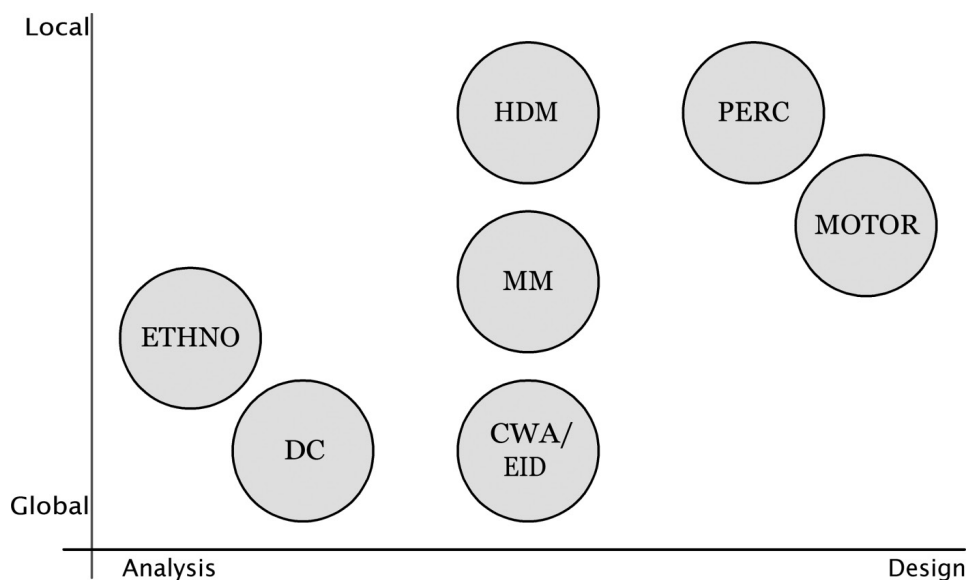 Local
HDM
PERC
MOTOR
MM
ETHNO
DC
CWA/
EID
Global
Analysis
Design